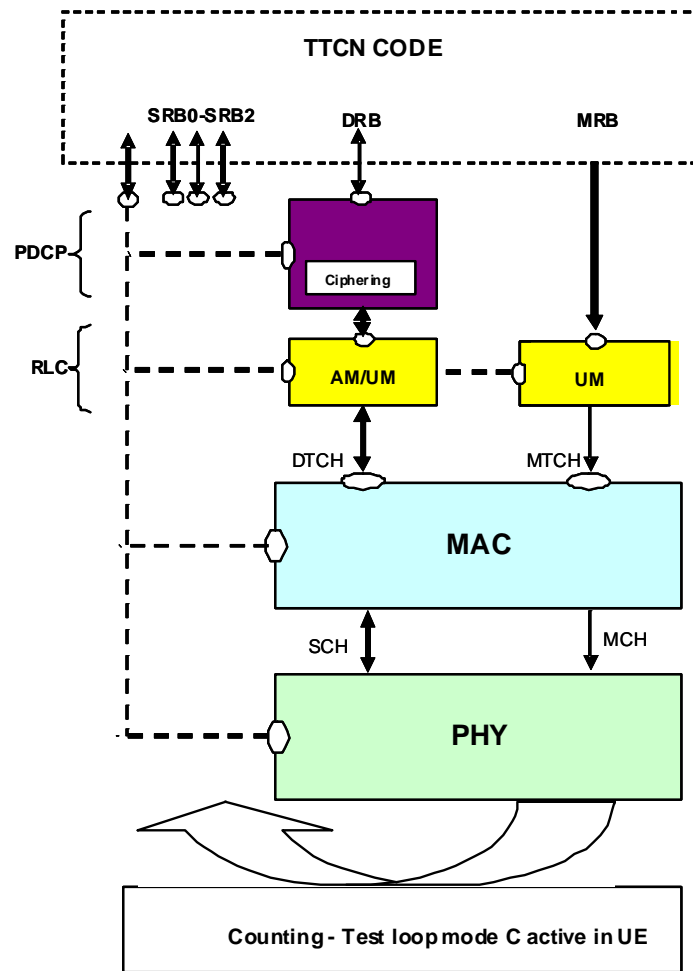 TTCN CODE
SRB0-SRB2
DRB
MRB
PDCP
Ciphering
RLC
AM/UM
UM
DTCH
MTCH
MAC
SCH
MCH
PHY
Counting - Test loop mode C active in UE